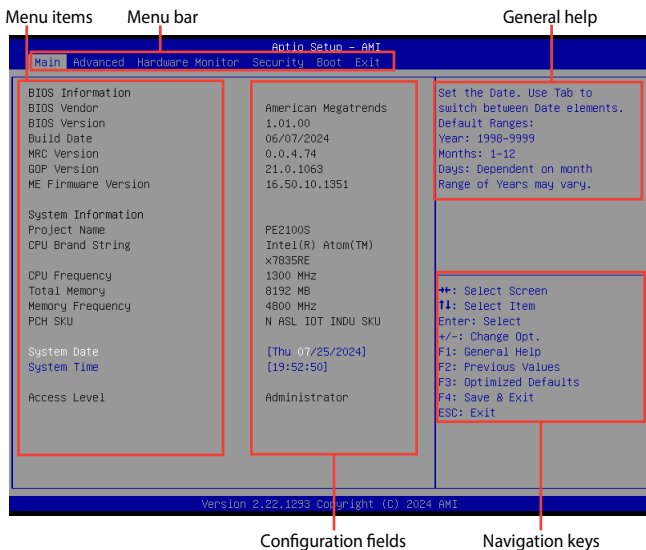 Menu items Menu bar General help
Aptio Setup – AMI
Main Advanced Hardware Monitor Security Boot Exit
BIOS Information
BIOS Vendor American Megatrends
BIOS Version 1.01.00
Build Date 06/07/2024
MRC Version 0.0.4.74
GOP Version 21.0.1063
ME Firmware Version 16.50.10.1351
System Information
Project Name PE2100S
CPU Brand String Intel(R) Atom(TM)
x7835RE
CPU Frequency 1300 MHz
Total Memory 8192 MB
Memory Frequency 4800 MHz
PCH SKU N ASL IOT INDU SKU
System Date [Thu 07/25/2024]
System Time [19:52:50]
Access Level Administrator
Set the Date. Use Tab to
switch between Date elements.
Default Ranges:
Year: 1998-9999
Months: 1-12
Days: Dependent on month
Range of Years may vary.
→←: Select Screen
↑↓: Select Item
Enter: Select
+/-: Change Opt.
F1: General Help
F2: Previous Values
F3: Optimized Defaults
F4: Save & Exit
ESC: Exit
Version 2.22.1293 Copyright (C) 2024 AMI
Configuration fields Navigation keys